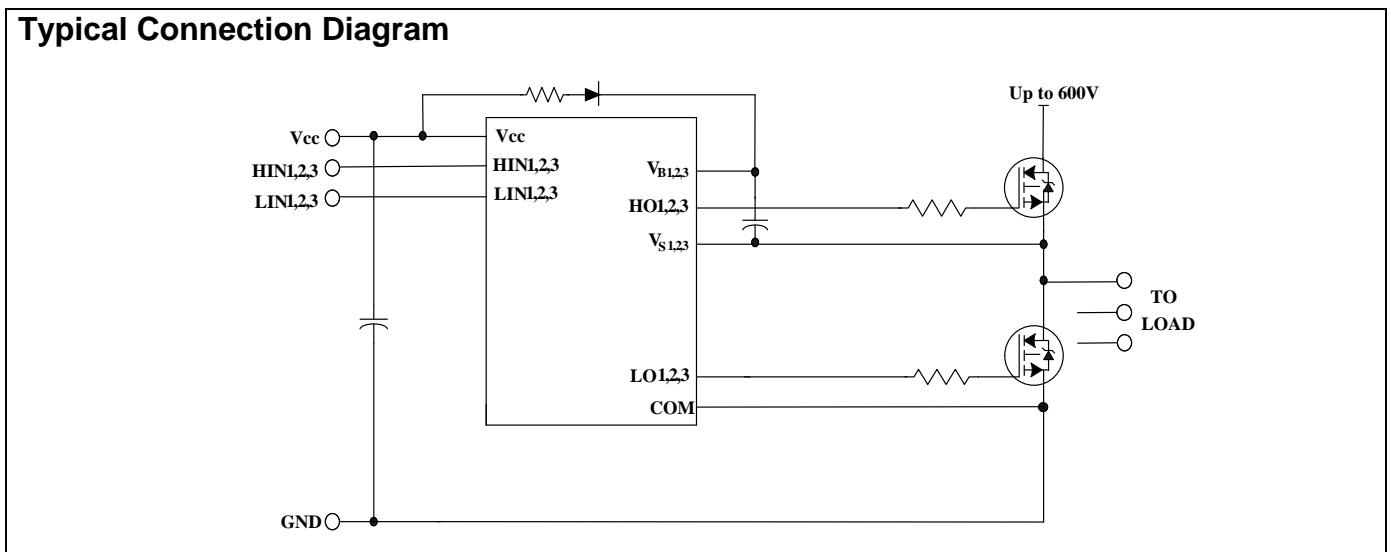 Typical Connection Diagram
Up to 600V
Vcc
Vcc
HIN1,2,3
HIN1,2,3
LIN1,2,3
LIN1,2,3
VB1,2,3
HO1,2,3
VS1,2,3
TO
LOAD
LO1,2,3
COM
GND